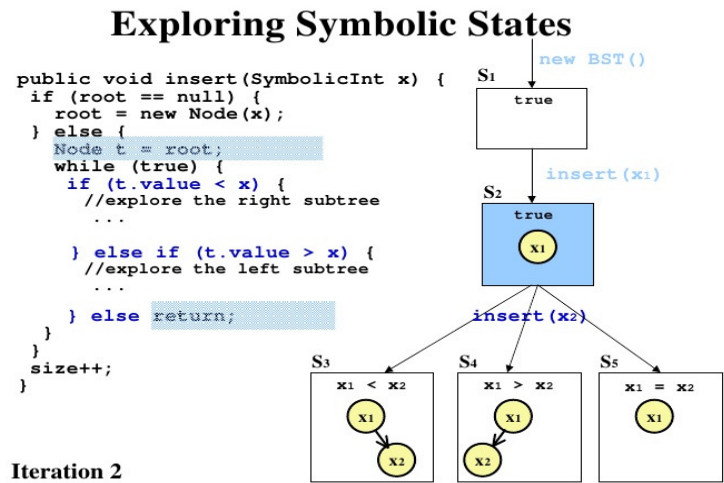 Exploring Symbolic States
public void insert(SymbolicInt x) {
if (root == null) {
root = new Node(x);
} else {
Node t = root;
while (true) {
if (t.value < x) {
//explore the right subtree
...
} else if (t.value > x) {
//explore the left subtree
...
} else return;
}
}
size++;
}
Iteration 2
new BST()
S1
true
insert(x1)
S2
true
x1
insert(x2)
S3
x1 < x2
x1
x2
S4
x1 > x2
x1
x2
S5
x1 = x2
x1